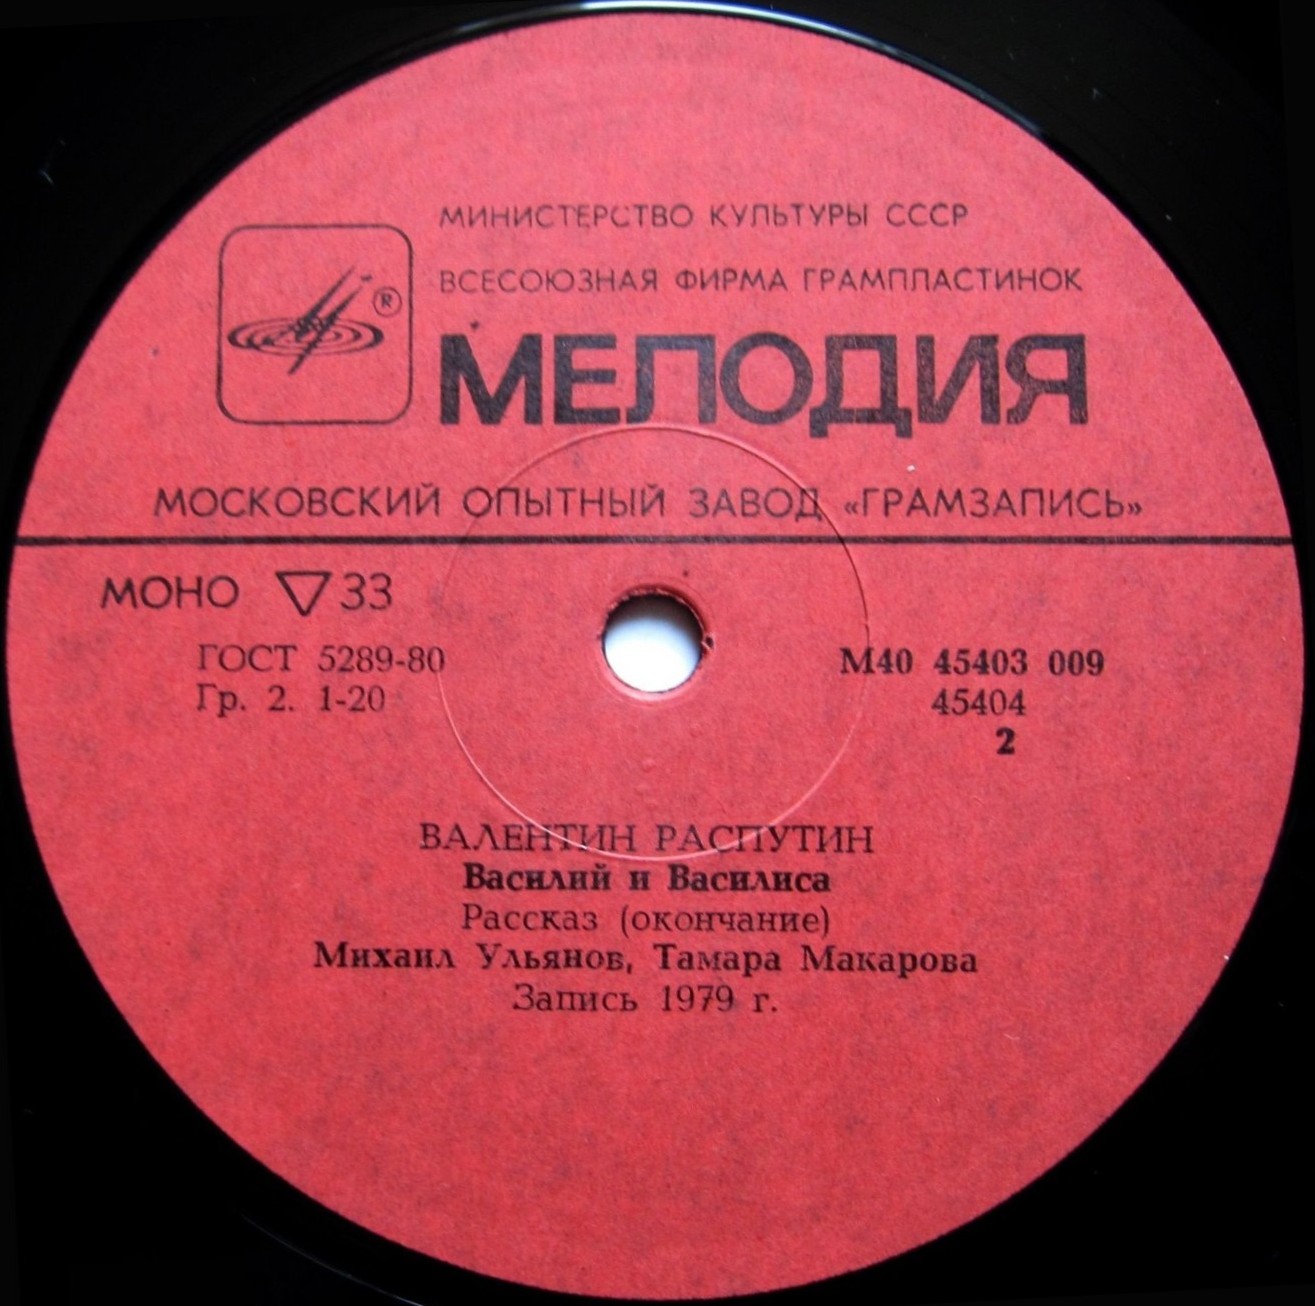 МИНИСТЕРСТВО КУЛЬТУРЫ СССР
ВСЕСОЮЗНАЯ ФИРМА ГРАМПЛАСТИНОК
®
МЕЛОДИЯ
МОСКОВСКИЙ ОПЫТНЫЙ ЗАВОД «ГРАМЗАПИСЬ»
МОНО ▽ 33
ГОСТ 5289-80
Гр. 2. 1-20
М40 45403 009
45404
2
ВАЛЕНТИН РАСПУТИН
Василий и Василиса
Рассказ (окончание)
Михаил Ульянов, Тамара Макарова
Запись 1979 г.